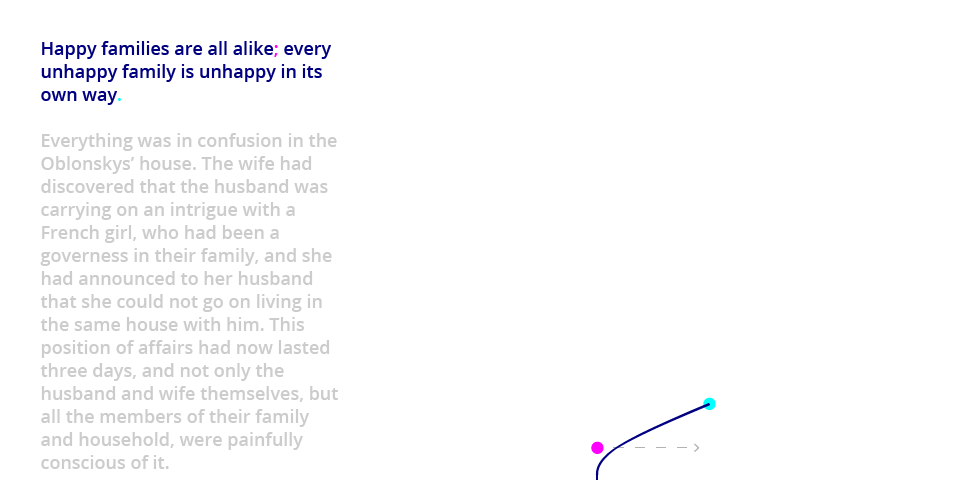 Happy families are all alike; every
unhappy family is unhappy in its
own way.
Everything was in confusion in the
Oblonskys’ house. The wife had
discovered that the husband was
carrying on an intrigue with a
French girl, who had been a
governess in their family, and she
had announced to her husband
that she could not go on living in
the same house with him. This
position of affairs had now lasted
three days, and not only the
husband and wife themselves, but
all the members of their family
and household, were painfully
conscious of it.